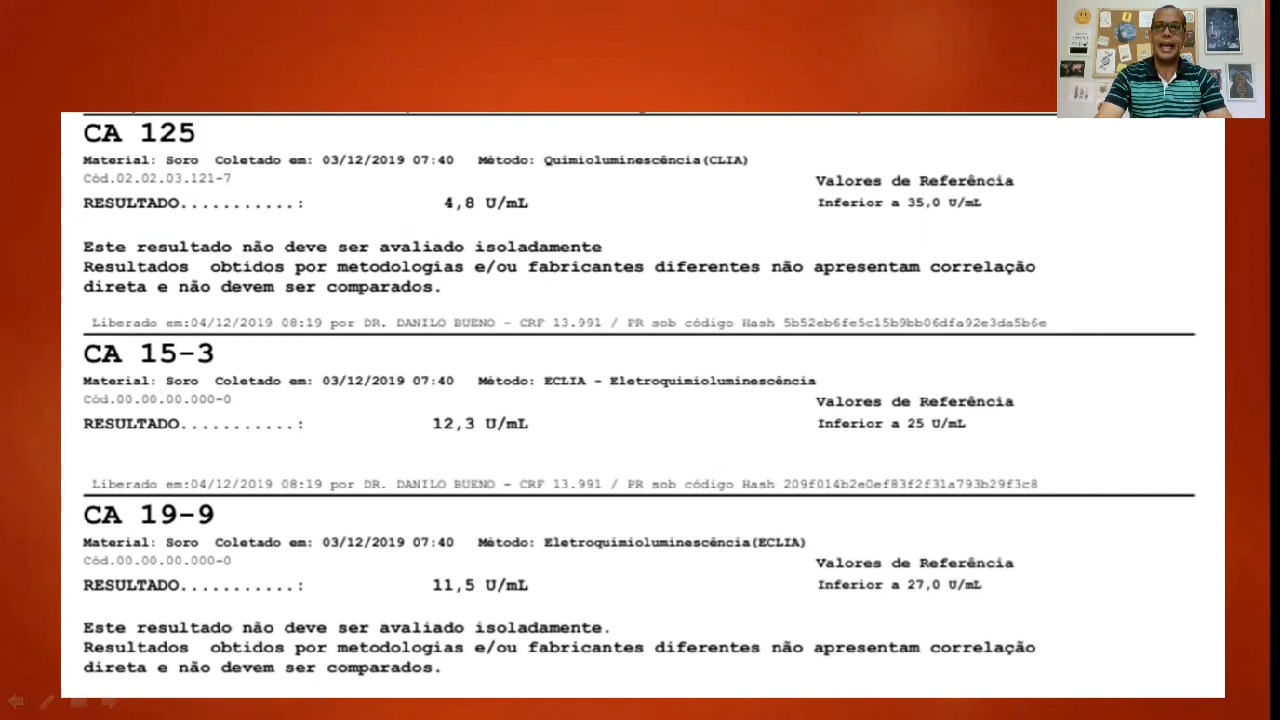 CA 125
Material: Soro Coletado em: 03/12/2019 07:40 Método: Quimioluminescência(CLIA)
Cód.02.02.03.121-7
Valores de Referência
RESULTADO...........: 4,8 U/mL Inferior a 35,0 U/mL
Este resultado não deve ser avaliado isoladamente
Resultados obtidos por metodologias e/ou fabricantes diferentes não apresentam correlação
direta e não devem ser comparados.
Liberado em:04/12/2019 08:19 por DR. DANILO BUENO - CRF 13.991 / PR sob código Hash 5b52eb6fe5c15b9bb06dfa92e3da5b6e
CA 15-3
Material: Soro Coletado em: 03/12/2019 07:40 Método: ECLIA - Eletroquimioluminescência
Cód.00.00.00.000-0
Valores de Referência
RESULTADO...........: 12,3 U/mL Inferior a 25 U/mL
Liberado em:04/12/2019 08:19 por DR. DANILO BUENO - CRF 13.991 / PR sob código Hash 209f014b2e0ef83f2f31a793b29f3c8
CA 19-9
Material: Soro Coletado em: 03/12/2019 07:40 Método: Eletroquimioluminescência(ECLIA)
Cód.00.00.00.000-0
Valores de Referência
RESULTADO...........: 11,5 U/mL Inferior a 27,0 U/mL
Este resultado não deve ser avaliado isoladamente.
Resultados obtidos por metodologias e/ou fabricantes diferentes não apresentam correlação
direta e não devem ser comparados.